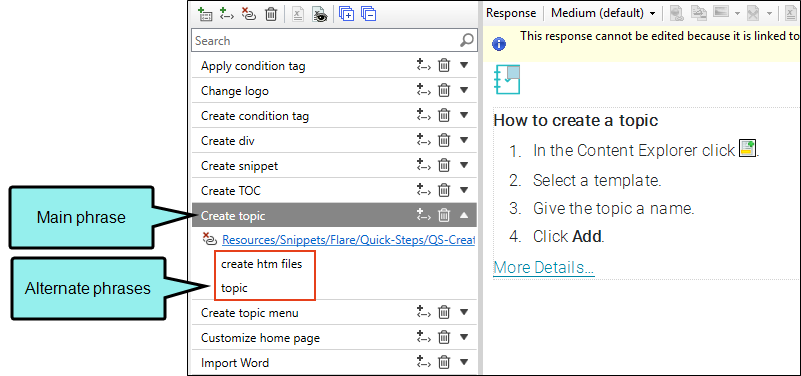 Response Medium (default)
Search
This response cannot be edited because it is linked to
Apply condition tag
Change logo
Create condition tag
Create div
Create snippet
Create TOC
Main phrase
Create topic
Resources/Snippets/Flare/Quick-Steps/QS-Creat
Alternate phrases
create htm files
topic
Create topic menu
Customize home page
Import Word
How to create a topic
1. In the Content Explorer click .
2. Select a template.
3. Give the topic a name.
4. Click Add.
More Details...